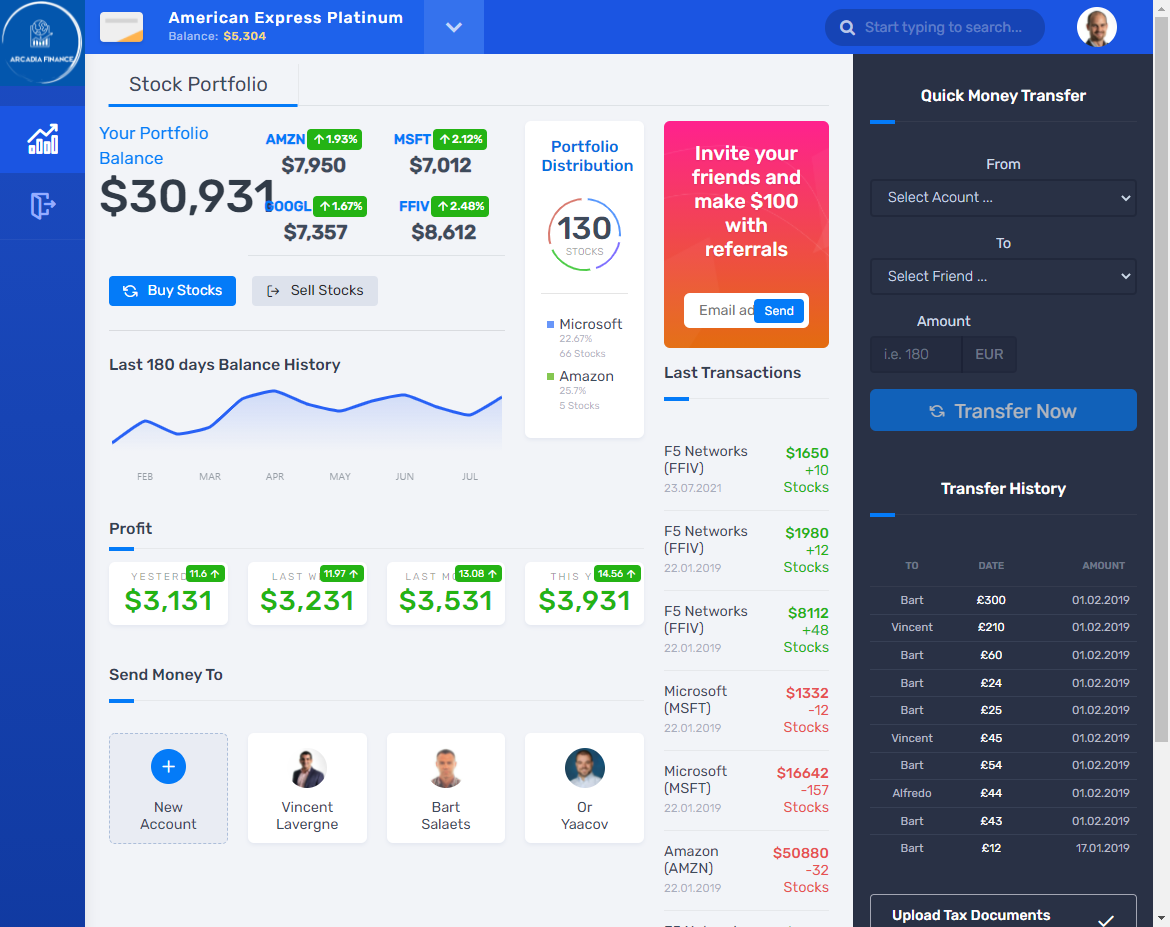 ARCADIA FINANCE
American Express Platinum
Balance: $5,304
Start typing to search...
Stock Portfolio
Your Portfolio
Balance
$30,931
AMZN 1.93%
$7,950
MSFT 2.12%
$7,012
GOOGL 1.67%
$7,357
FFIV 2.48%
$8,612
Buy Stocks
Sell Stocks
Last 180 days Balance History
FEB MAR APR MAY JUN JUL
Portfolio
Distribution
130
STOCKS
Microsoft
22.67%
66 Stocks
Amazon
25.7%
5 Stocks
Profit
YESTERD 11.6
$3,131
LAST W 11.97
$3,231
LAST MO 13.08
$3,531
THIS Y 14.56
$3,931
Send Money To
New
Account
Vincent
Lavergne
Bart
Salaets
Or
Yaacov
Invite your
friends and
make $100
with
referrals
Email ad
Send
Last Transactions
F5 Networks
(FFIV)
23.07.2021
$1650
+10
Stocks
F5 Networks
(FFIV)
22.01.2019
$1980
+12
Stocks
F5 Networks
(FFIV)
22.01.2019
$8112
+48
Stocks
Microsoft
(MSFT)
22.01.2019
$1332
-12
Stocks
Microsoft
(MSFT)
22.01.2019
$16642
-157
Stocks
Amazon
(AMZN)
22.01.2019
$50880
-32
Stocks
Quick Money Transfer
From
Select Acount ...
To
Select Friend ...
Amount
i.e. 180 EUR
Transfer Now
Transfer History
TO DATE AMOUNT
Bart £300 01.02.2019
Vincent £210 01.02.2019
Bart £60 01.02.2019
Bart £24 01.02.2019
Bart £25 01.02.2019
Vincent £45 01.02.2019
Bart £54 01.02.2019
Alfredo £44 01.02.2019
Bart £43 01.02.2019
Bart £12 17.01.2019
Upload Tax Documents